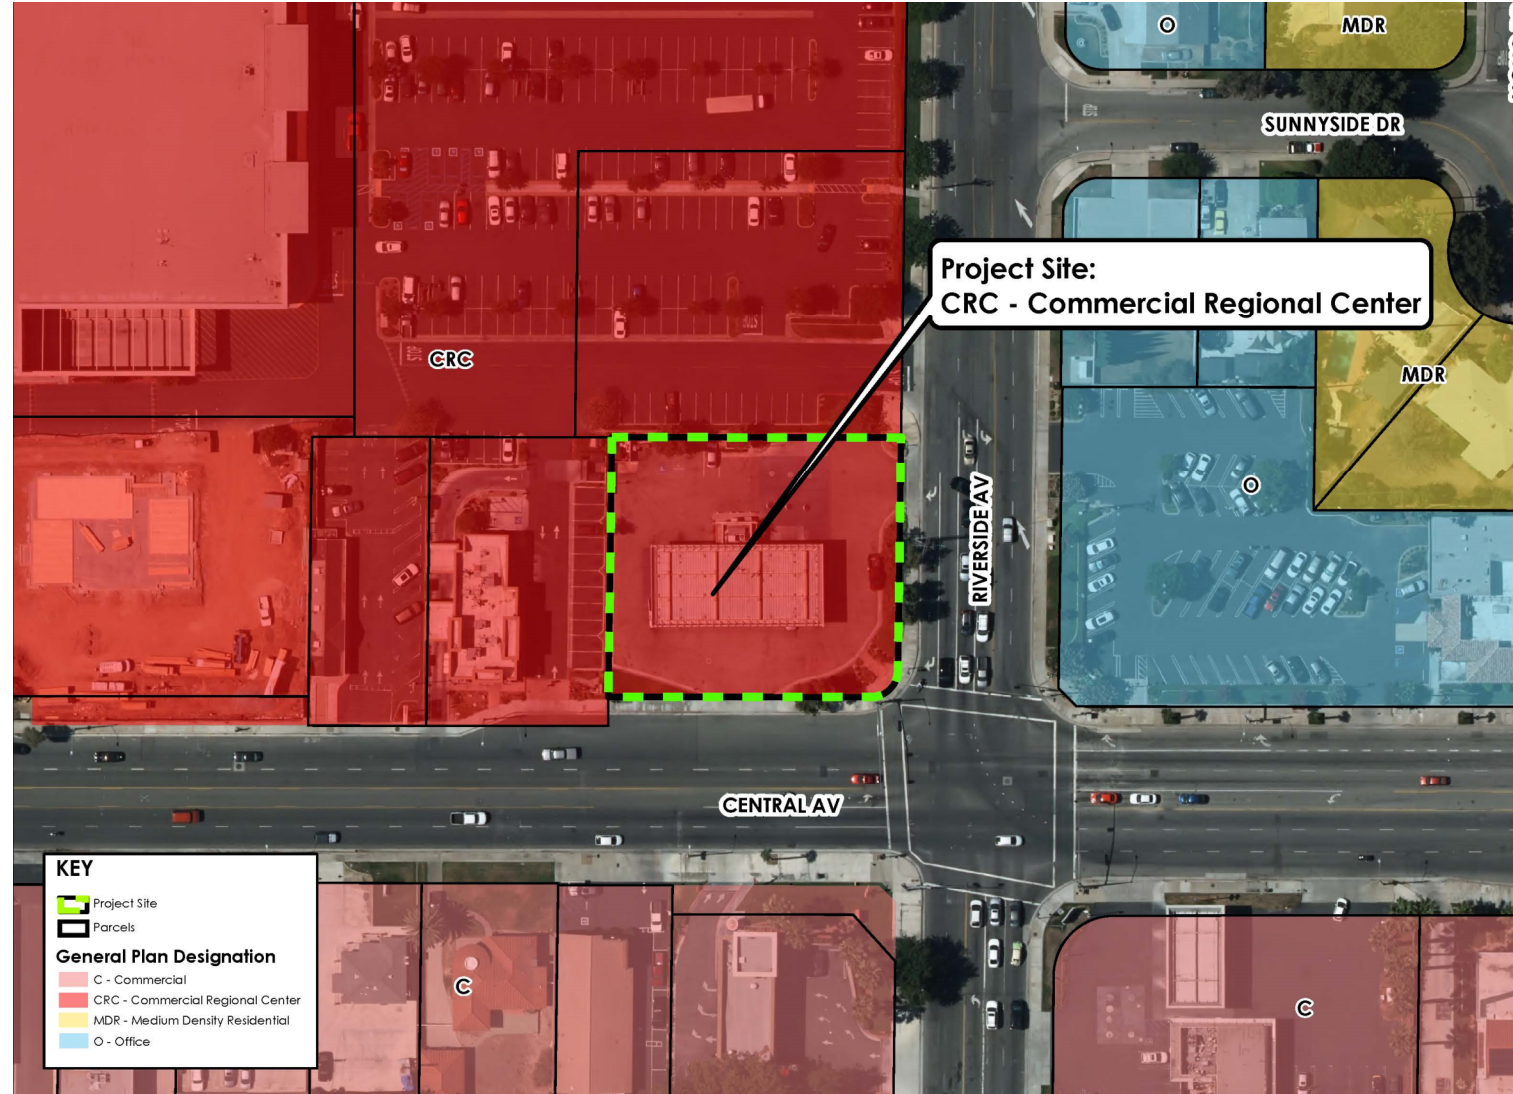 O
MDR
SUNNYSIDE DR
Project Site:
CRC - Commercial Regional Center
CRC
STOP
MDR
O
RIVERSIDE AV
CENTRAL AV
KEY
Project Site
Parcels
General Plan Designation
C - Commercial
CRC - Commercial Regional Center
MDR - Medium Density Residential
O - Office
C
C